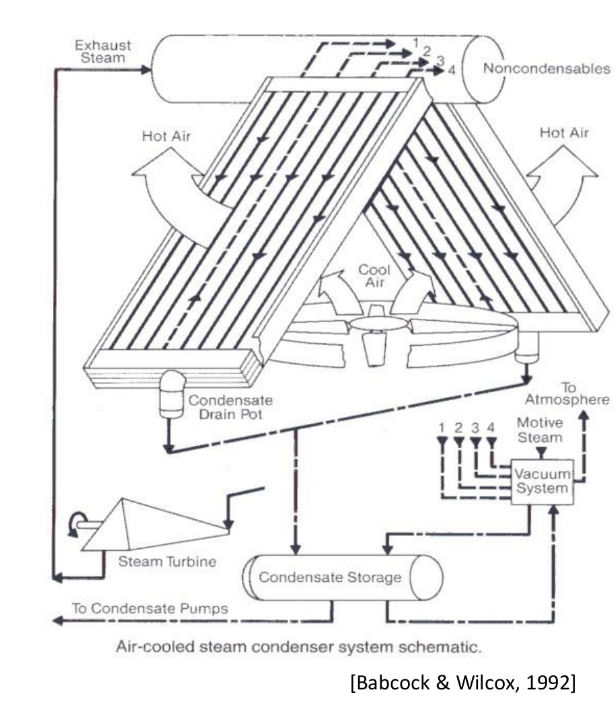 Exhaust
Steam
1
2
3
4
Noncondensables
Hot Air
Hot Air
Cool
Air
Condensate
Drain Pot
To
Atmosphere
1 2 3 4
Motive
Steam
Vacuum
System
Steam Turbine
Condensate Storage
To Condensate Pumps
Air-cooled steam condenser system schematic.
[Babcock & Wilcox, 1992]